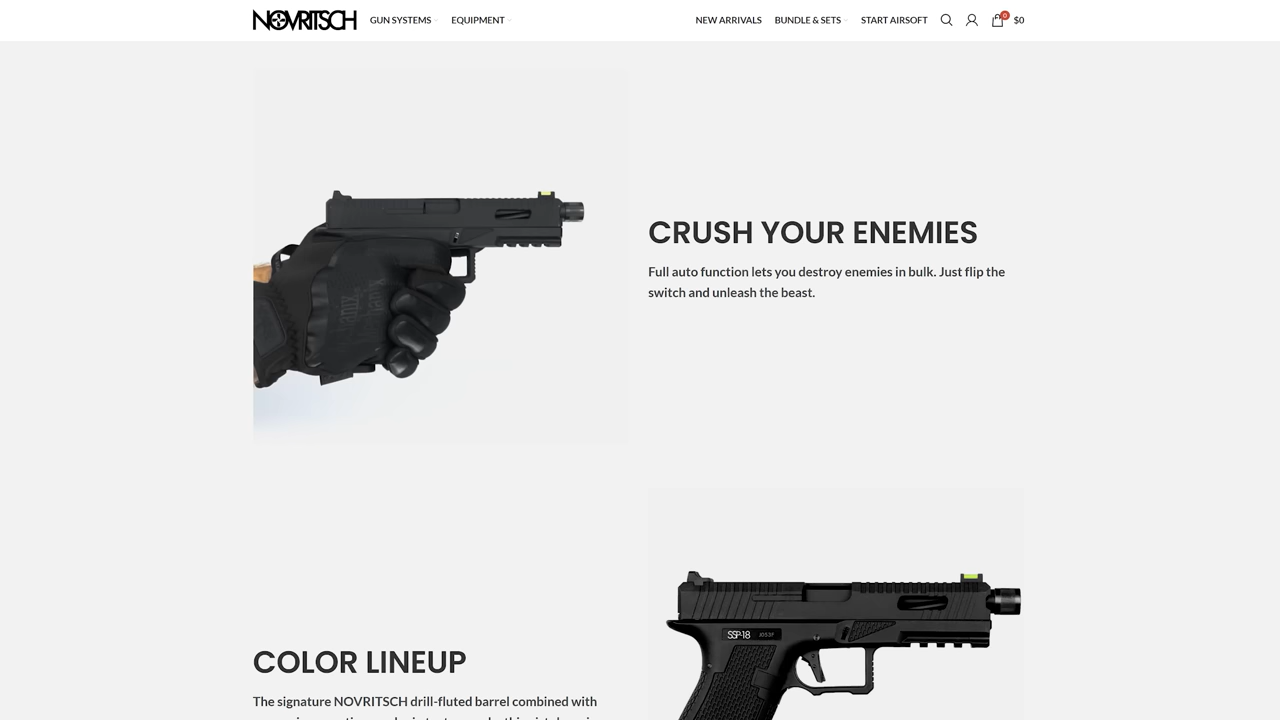 NOVRITSCH
GUN SYSTEMS
EQUIPMENT
NEW ARRIVALS
BUNDLE & SETS
START AIRSOFT
0
$0
CRUSH YOUR ENEMIES
Full auto function lets you destroy enemies in bulk. Just flip the
switch and unleash the beast.
SSP-18
COLOR LINEUP
The signature NOVRITSCH drill-fluted barrel combined with